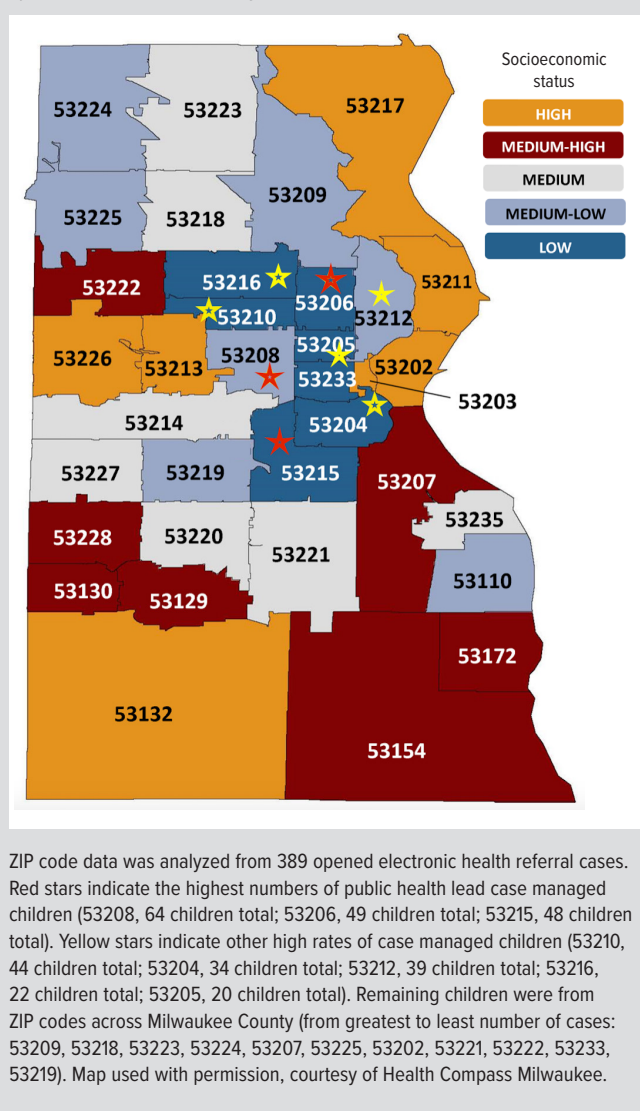 Socioeconomic
status
HIGH
MEDIUM-HIGH
MEDIUM
MEDIUM-LOW
LOW
53224
53223
53217
53209
53225
53218
53222
53216
53206
53211
53210
53212
53205
53208
53226
53213
53202
53233
53203
53214
53204
53227
53219
53215
53207
53235
53228
53220
53221
53110
53130
53129
53172
53132
53154
ZIP code data was analyzed from 389 opened electronic health referral cases.
Red stars indicate the highest numbers of public health lead case managed
children (53208, 64 children total; 53206, 49 children total; 53215, 48 children
total). Yellow stars indicate other high rates of case managed children (53210,
44 children total; 53204, 34 children total; 53212, 39 children total; 53216,
22 children total; 53205, 20 children total). Remaining children were from
ZIP codes across Milwaukee County (from greatest to least number of cases:
53209, 53218, 53223, 53224, 53207, 53225, 53202, 53221, 53222, 53233,
53219). Map used with permission, courtesy of Health Compass Milwaukee.